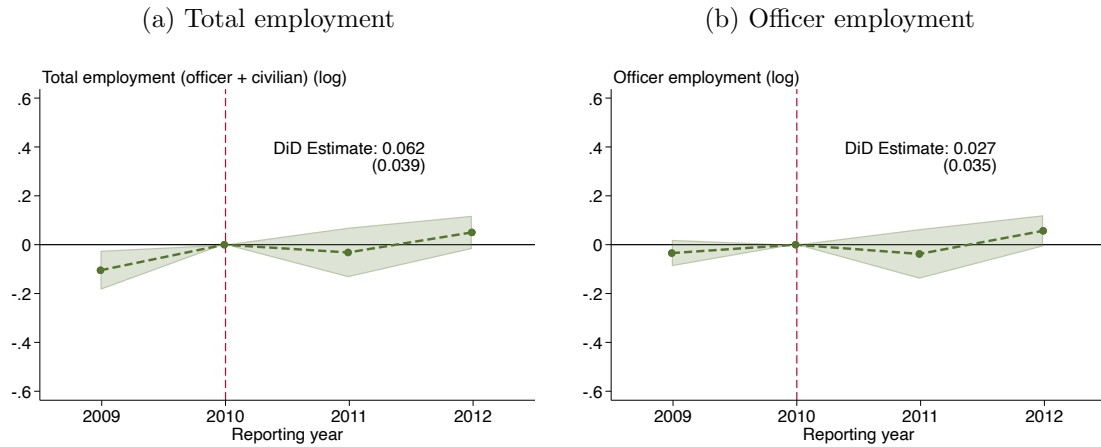 (a) Total employment
Total employment (officer + civilian) (log)
.6
.4
.2
0
-.2
-.4
-.6
DiD Estimate: 0.062
(0.039)
2009 2010 2011 2012
Reporting year
(b) Officer employment
Officer employment (log)
.6
.4
.2
0
-.2
-.4
-.6
DiD Estimate: 0.027
(0.035)
2009 2010 2011 2012
Reporting year